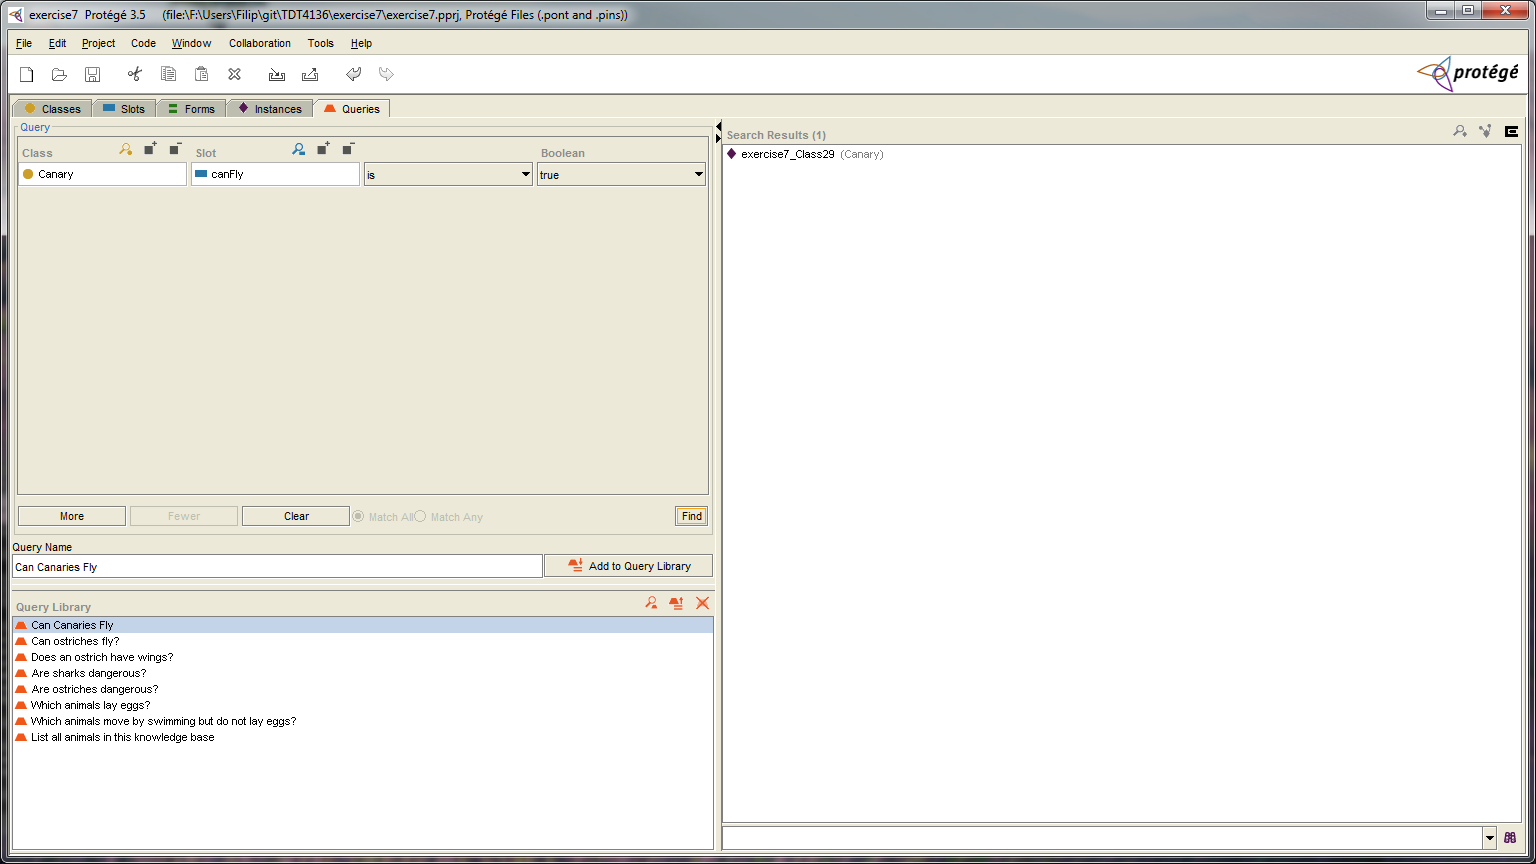 exercise7 Protégé 3.5 (file:\F:\Users\Filip\git\TDT4136\exercise7\exercise7.pprj, Protégé Files (.pont and .pins))
File Edit Project Code Window Collaboration Tools Help
protégé
Classes Slots Forms Instances Queries
Query
Class Slot Boolean
Canary canFly is true
More Fewer Clear Match All Match Any Find
Query Name
Can Canaries Fly Add to Query Library
Query Library
Can Canaries Fly
Can ostriches fly?
Does an ostrich have wings?
Are sharks dangerous?
Are ostriches dangerous?
Which animals lay eggs?
Which animals move by swimming but do not lay eggs?
List all animals in this knowledge base
Search Results (1)
exercise7_Class29 (Canary)